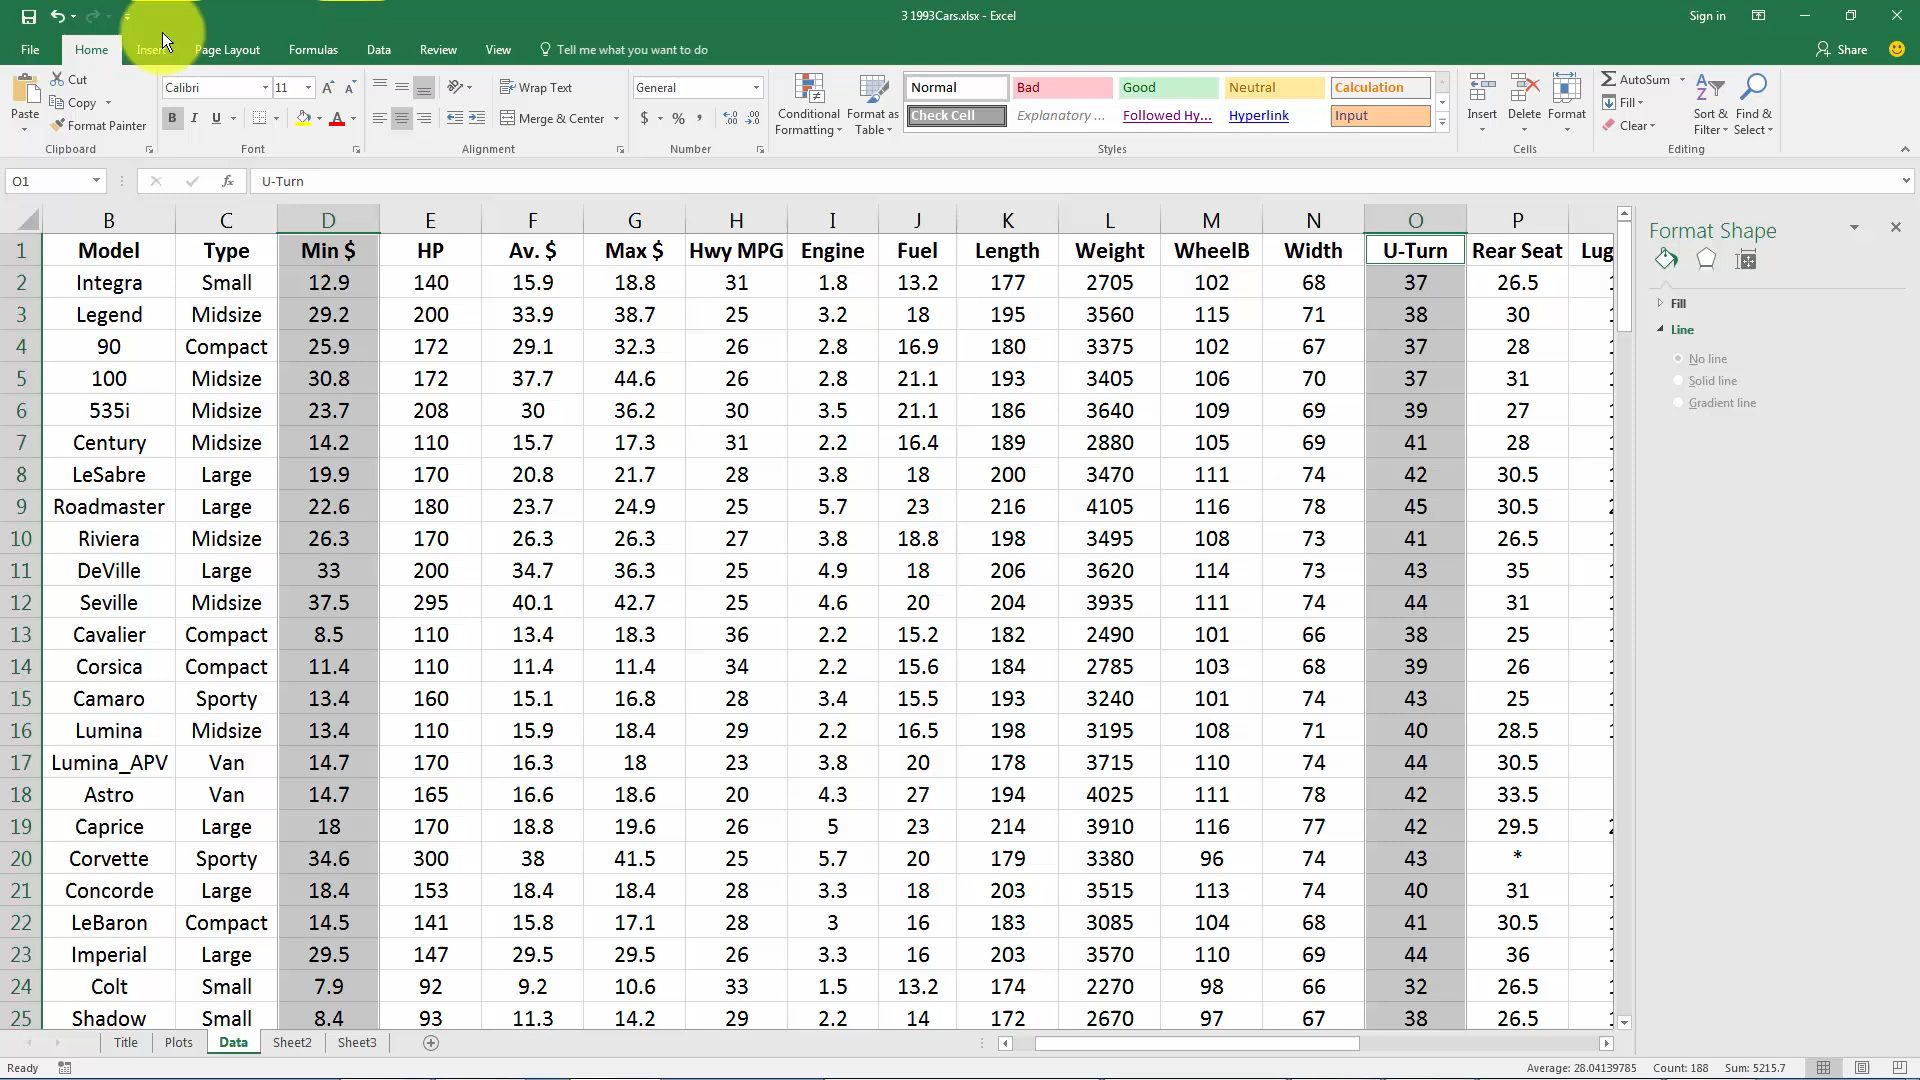 3 1993Cars.xlsx - Excel
Sign in
File Home Insert Page Layout Formulas Data Review View Tell me what you want to do
Share
Paste
Cut
Copy
Format Painter
Clipboard
Calibri 11
B I U
Font
Wrap Text
Merge & Center
Alignment
General
$ % ,
Number
Conditional Formatting
Format as Table
Normal Bad Good Neutral Calculation
Check Cell Explanatory ... Followed Hy... Hyperlink Input
Styles
Insert Delete Format
Cells
AutoSum
Fill
Clear
Sort & Filter
Find & Select
Editing
O1 fx U-Turn
B C D E F G H I J K L M N O P
1 Model Type Min $ HP Av. $ Max $ Hwy MPG Engine Fuel Length Weight WheelB Width U-Turn Rear Seat Lug
2 Integra Small 12.9 140 15.9 18.8 31 1.8 13.2 177 2705 102 68 37 26.5
3 Legend Midsize 29.2 200 33.9 38.7 25 3.2 18 195 3560 115 71 38 30
4 90 Compact 25.9 172 29.1 32.3 26 2.8 16.9 180 3375 102 67 37 28
5 100 Midsize 30.8 172 37.7 44.6 26 2.8 21.1 193 3405 106 70 37 31
6 535i Midsize 23.7 208 30 36.2 30 3.5 21.1 186 3640 109 69 39 27
7 Century Midsize 14.2 110 15.7 17.3 31 2.2 16.4 189 2880 105 69 41 28
8 LeSabre Large 19.9 170 20.8 21.7 28 3.8 18 200 3470 111 74 42 30.5
9 Roadmaster Large 22.6 180 23.7 24.9 25 5.7 23 216 4105 116 78 45 30.5
10 Riviera Midsize 26.3 170 26.3 26.3 27 3.8 18.8 198 3495 108 73 41 26.5
11 DeVille Large 33 200 34.7 36.3 25 4.9 18 206 3620 114 73 43 35
12 Seville Midsize 37.5 295 40.1 42.7 25 4.6 20 204 3935 111 74 44 31
13 Cavalier Compact 8.5 110 13.4 18.3 36 2.2 15.2 182 2490 101 66 38 25
14 Corsica Compact 11.4 110 11.4 11.4 34 2.2 15.6 184 2785 103 68 39 26
15 Camaro Sporty 13.4 160 15.1 16.8 28 3.4 15.5 193 3240 101 74 43 25
16 Lumina Midsize 13.4 110 15.9 18.4 29 2.2 16.5 198 3195 108 71 40 28.5
17 Lumina_APV Van 14.7 170 16.3 18 23 3.8 20 178 3715 110 74 44 30.5
18 Astro Van 14.7 165 16.6 18.6 20 4.3 27 194 4025 111 78 42 33.5
19 Caprice Large 18 170 18.8 19.6 26 5 23 214 3910 116 77 42 29.5
20 Corvette Sporty 34.6 300 38 41.5 25 5.7 20 179 3380 96 74 43 *
21 Concorde Large 18.4 153 18.4 18.4 28 3.3 18 203 3515 113 74 40 31
22 LeBaron Compact 14.5 141 15.8 17.1 28 3 16 183 3085 104 68 41 30.5
23 Imperial Large 29.5 147 29.5 29.5 26 3.3 16 203 3570 110 69 44 36
24 Colt Small 7.9 92 9.2 10.6 33 1.5 13.2 174 2270 98 66 32 26.5
25 Shadow Small 8.4 93 11.3 14.2 29 2.2 14 172 2670 97 67 38 26.5
Format Shape
Fill
Line
No line
Solid line
Gradient line
Title Plots Data Sheet2 Sheet3
Ready
Average: 28.04139785 Count: 188 Sum: 5215.7